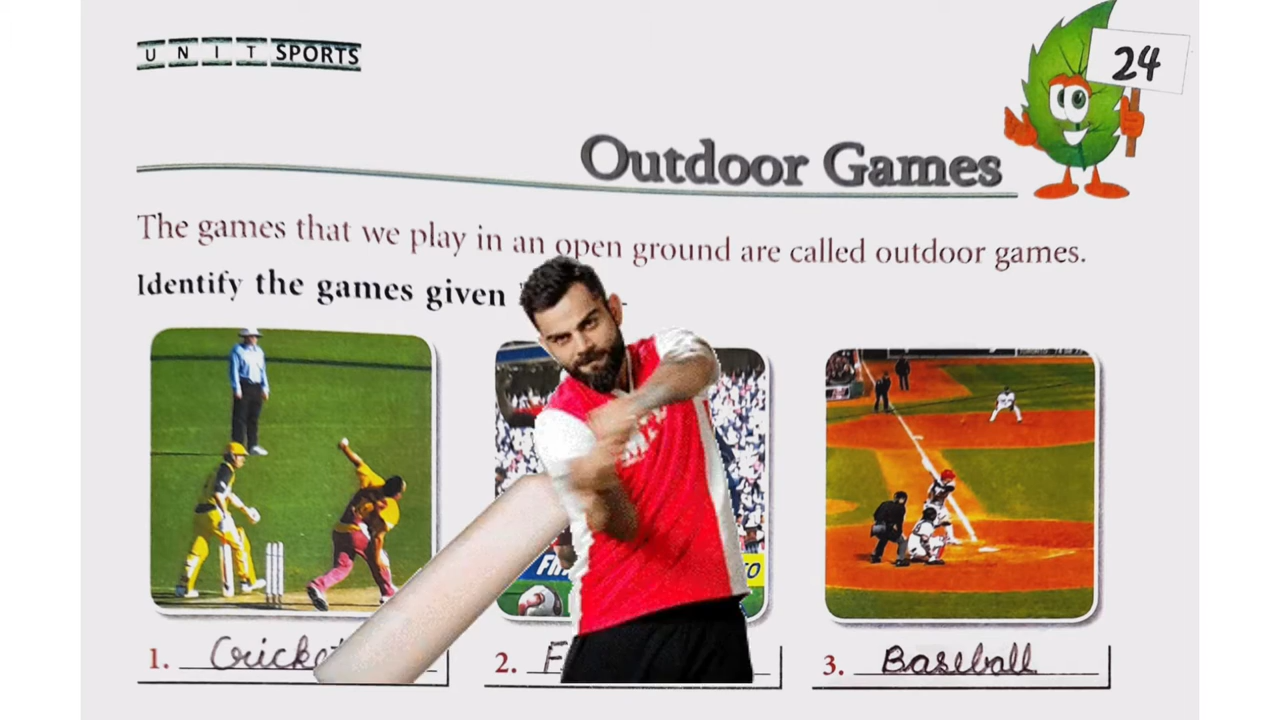 UNIT SPORTS
24
Outdoor Games
The games that we play in an open ground are called outdoor games.
Identify the games given
1. Cricket
2.
3. Baseball